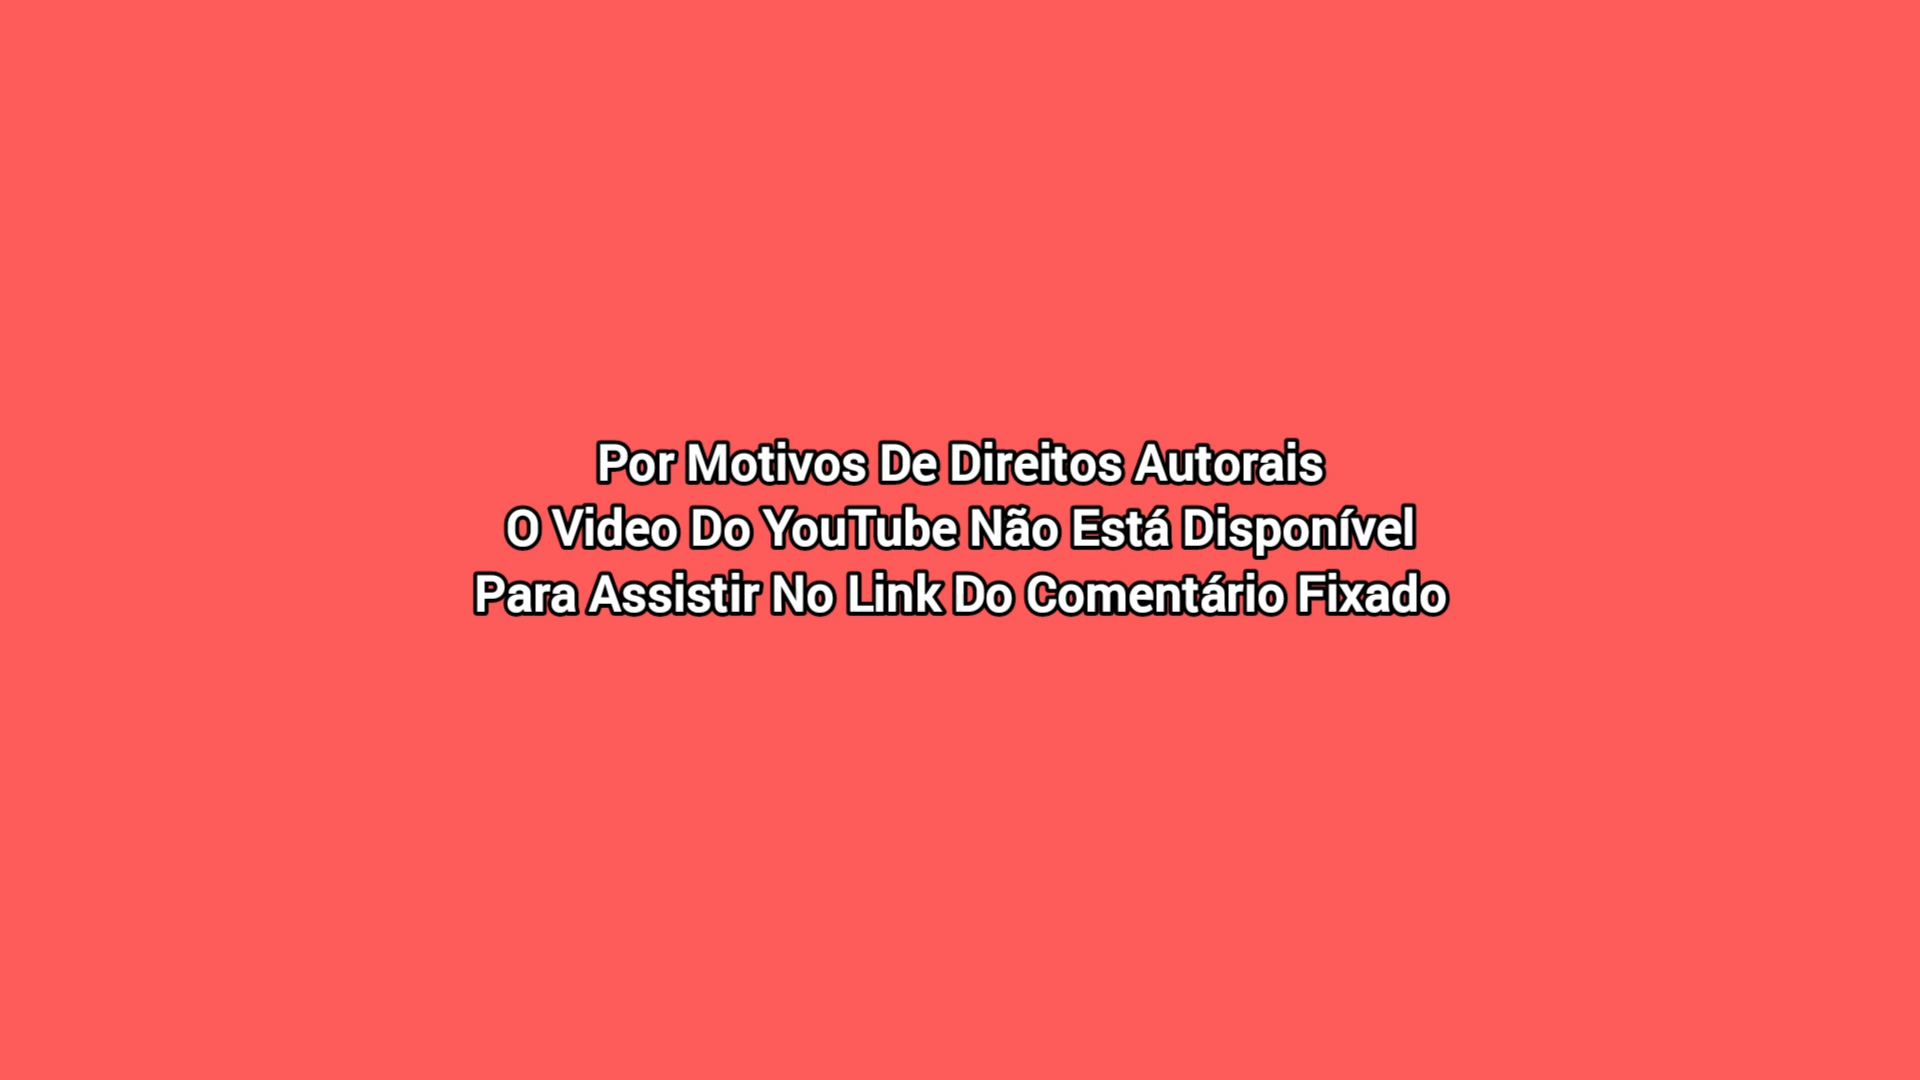 Por Motivos De Direitos Autorais
O Video Do YouTube Não Está Disponível
Para Assistir No Link Do Comentário Fixado